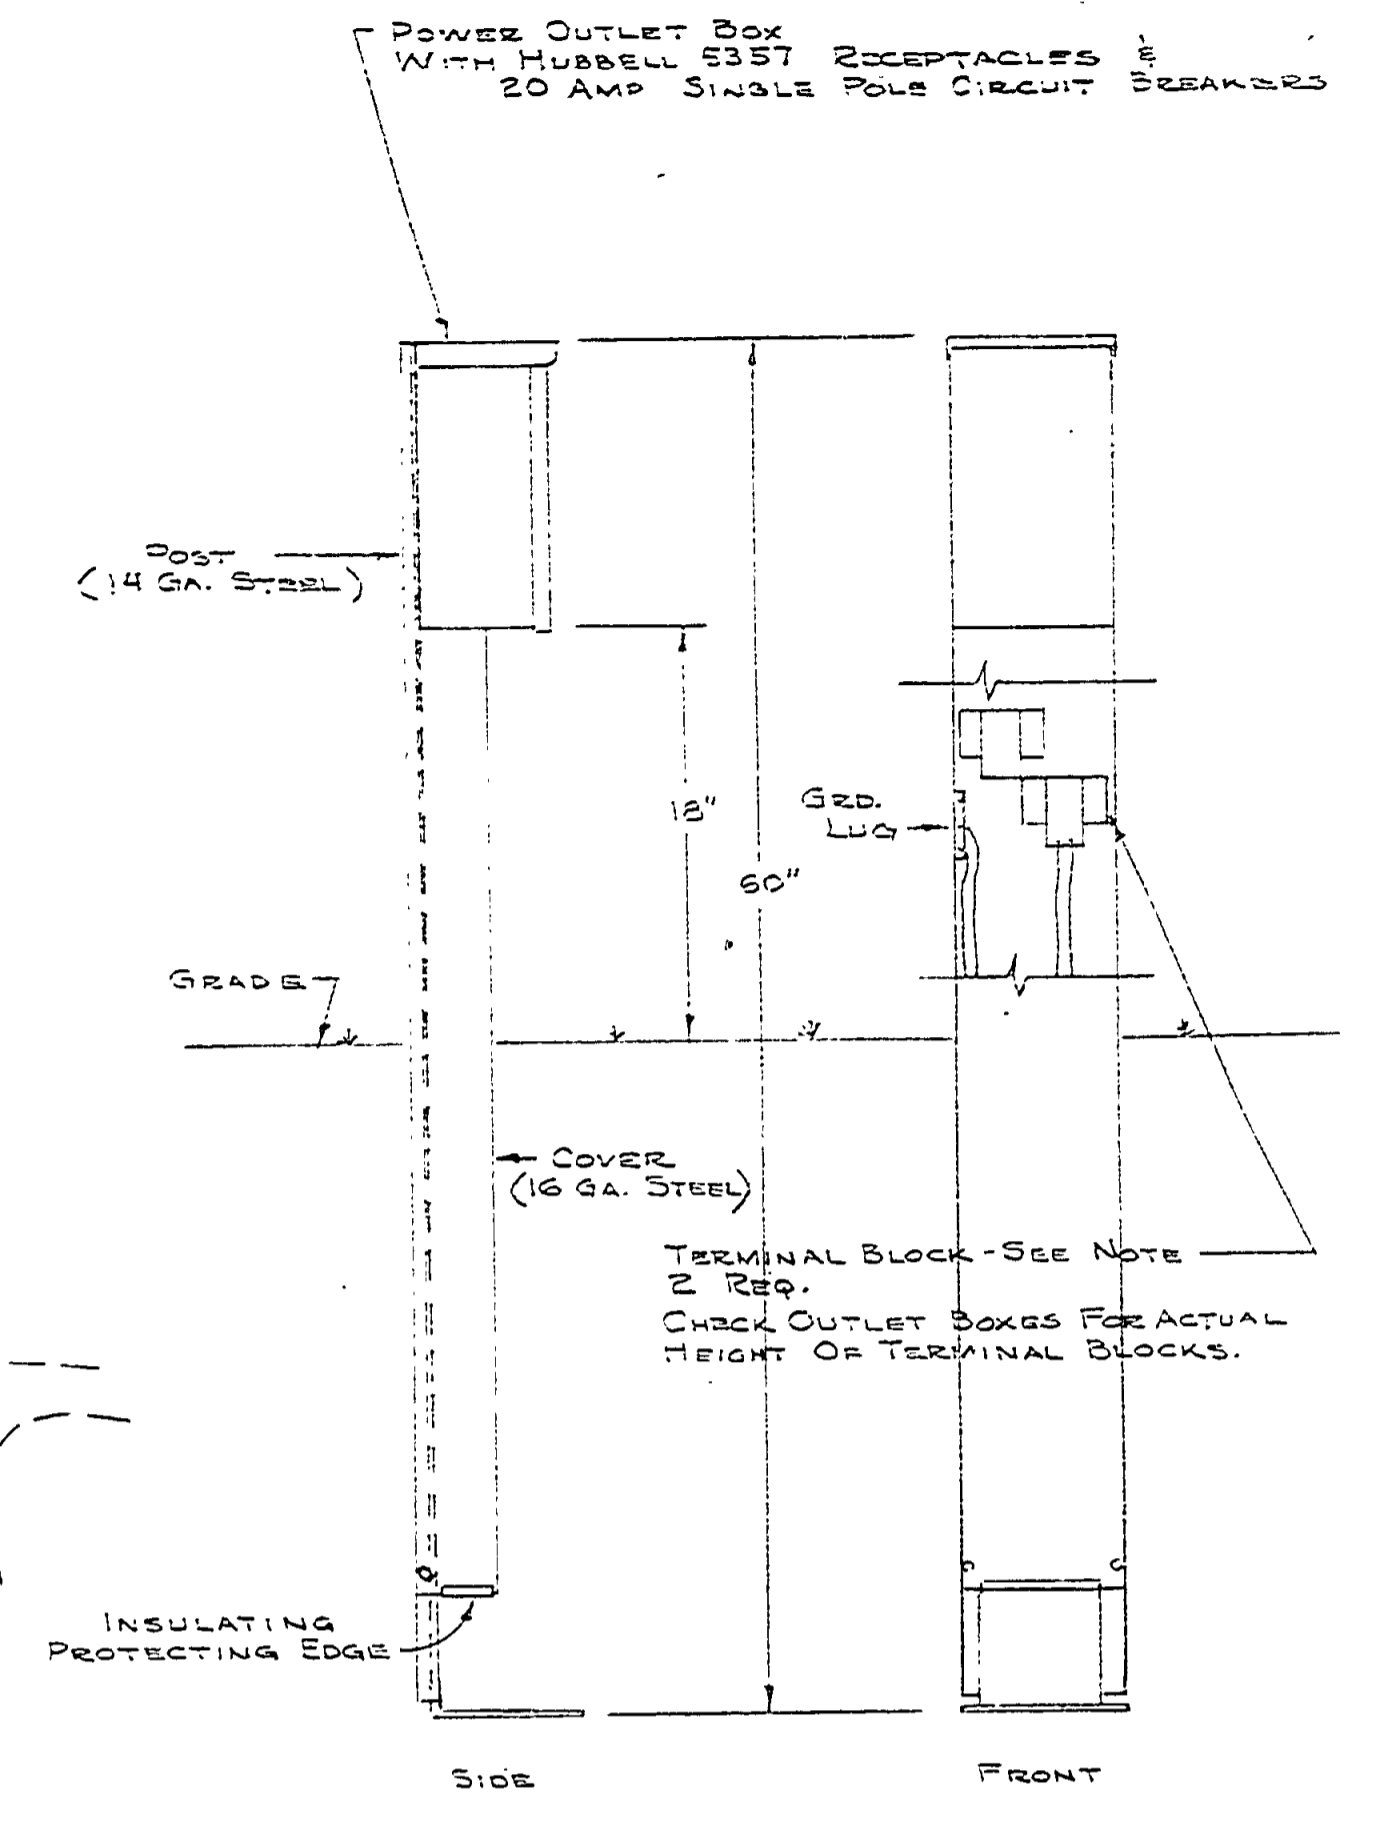 POWER OUTLET BOX
WITH HUBBELL 5357 RECEPTACLES &
20 AMP SINGLE POLE CIRCUIT BREAKERS
POST
(14 GA. STEEL)
18"
GRD.
LUG
60"
GRADE
COVER
(16 GA. STEEL)
TERMINAL BLOCK - SEE NOTE
2 REQ.
CHECK OUTLET BOXES FOR ACTUAL
HEIGHT OF TERMINAL BLOCKS.
INSULATING
PROTECTING EDGE
SIDE
FRONT